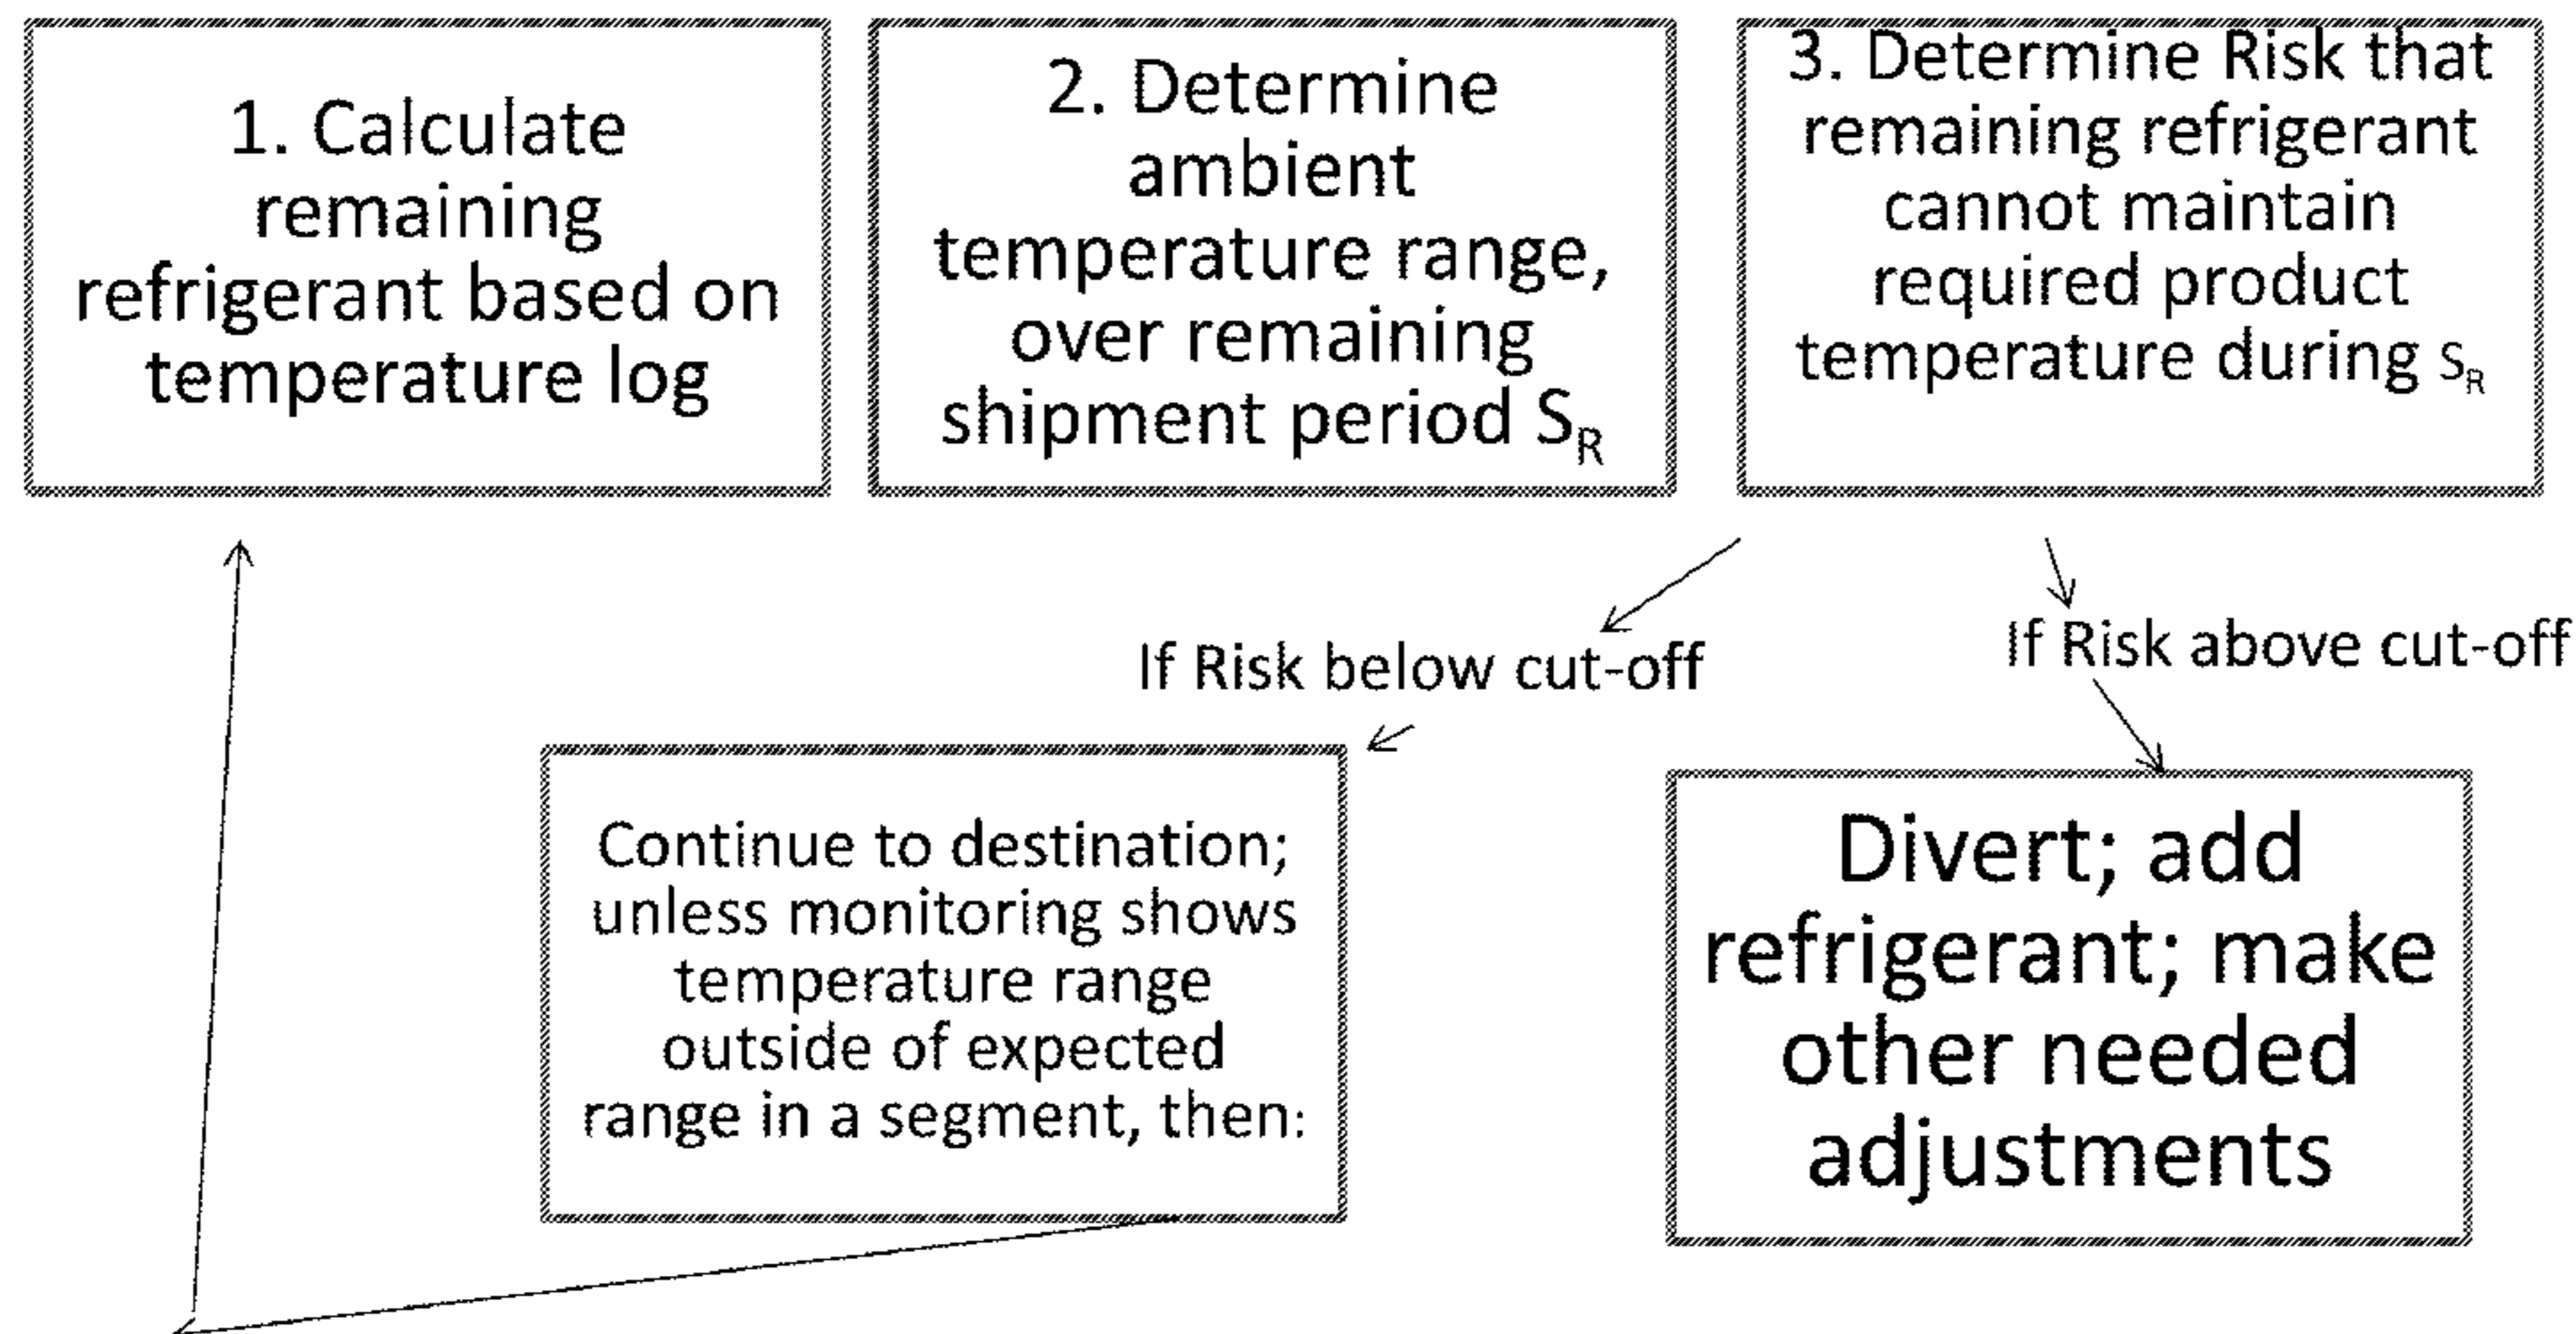 1. Calculate
remaining
refrigerant based on
temperature log
2. Determine
ambient
temperature range,
over remaining
shipment period S_R
3. Determine Risk that
remaining refrigerant
cannot maintain
required product
temperature during S_R
If Risk below cut-off
If Risk above cut-off
Continue to destination;
unless monitoring shows
temperature range
outside of expected
range in a segment, then:
Divert; add
refrigerant; make
other needed
adjustments